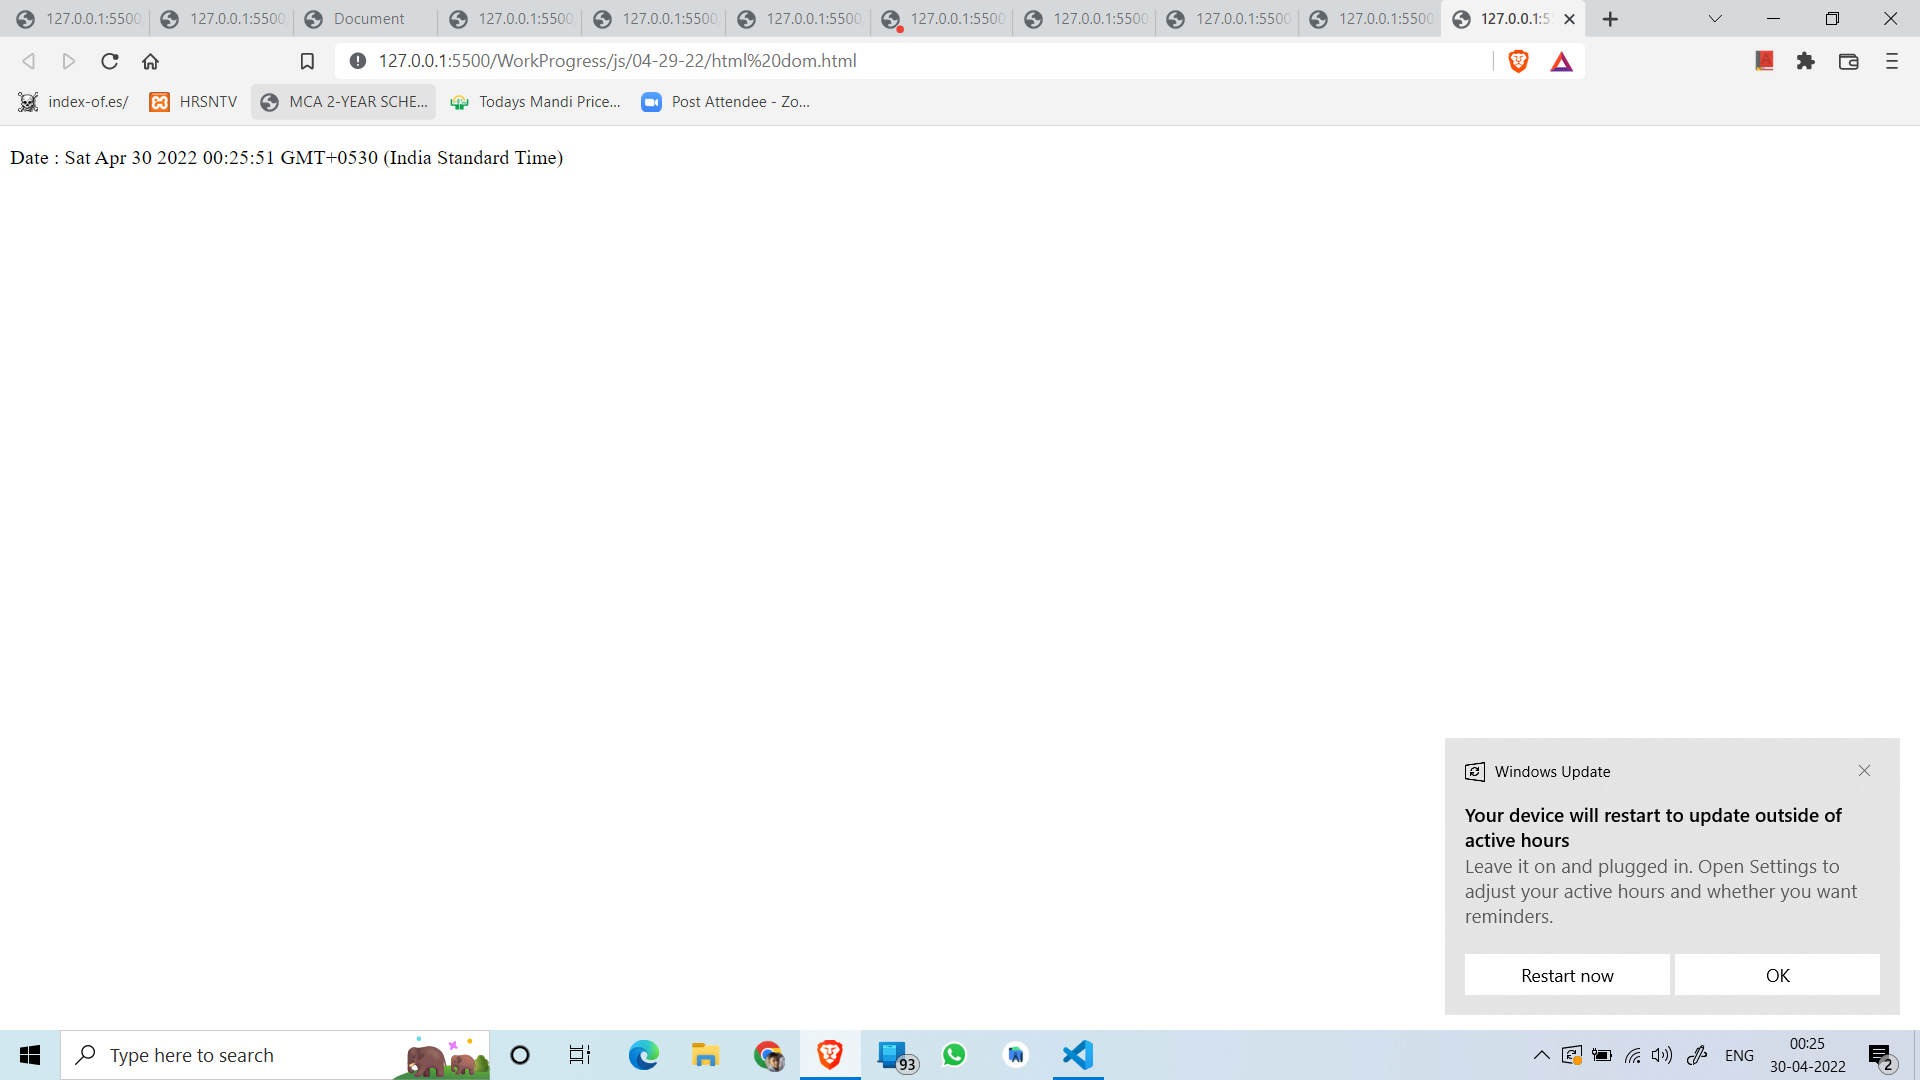 127.0.0.1:5500 127.0.0.1:5500 Document 127.0.0.1:5500 127.0.0.1:5500 127.0.0.1:5500 127.0.0.1:5500 127.0.0.1:5500 127.0.0.1:5500 127.0.0.1:5500 127.0.0.1:5
127.0.0.1:5500/WorkProgress/js/04-29-22/html%20dom.html
index-of.es/ HRSNTV MCA 2-YEAR SCHE... Todays Mandi Price... Post Attendee - Zo...
Date : Sat Apr 30 2022 00:25:51 GMT+0530 (India Standard Time)
Windows Update
Your device will restart to update outside of
active hours
Leave it on and plugged in. Open Settings to
adjust your active hours and whether you want
reminders.
Restart now OK
Type here to search 93 ENG 00:25
30-04-2022 2